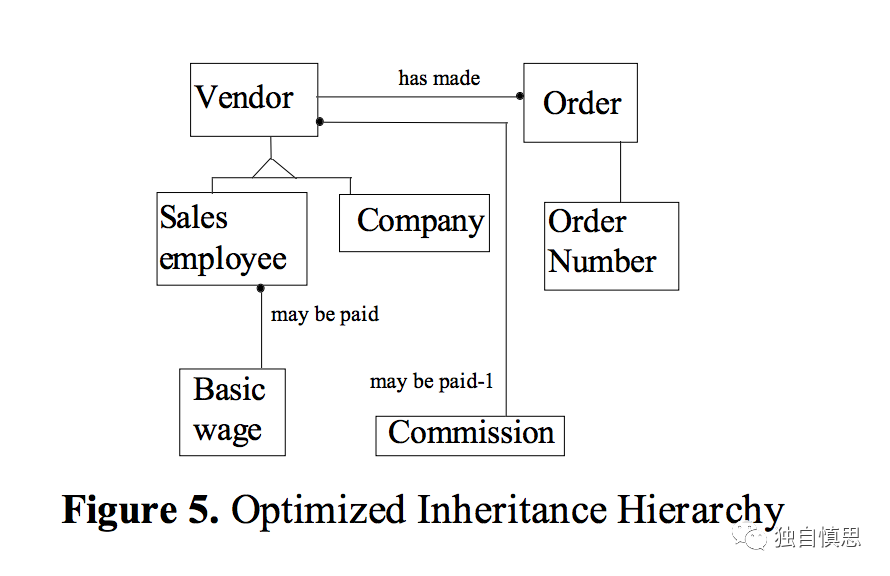 has made
Vendor
Order
Sales
employee
Company
Order
Number
may be paid
Basic
wage
may be paid-1
Commission
Figure 5. Optimized Inheritance Hierarchy
独自慎思